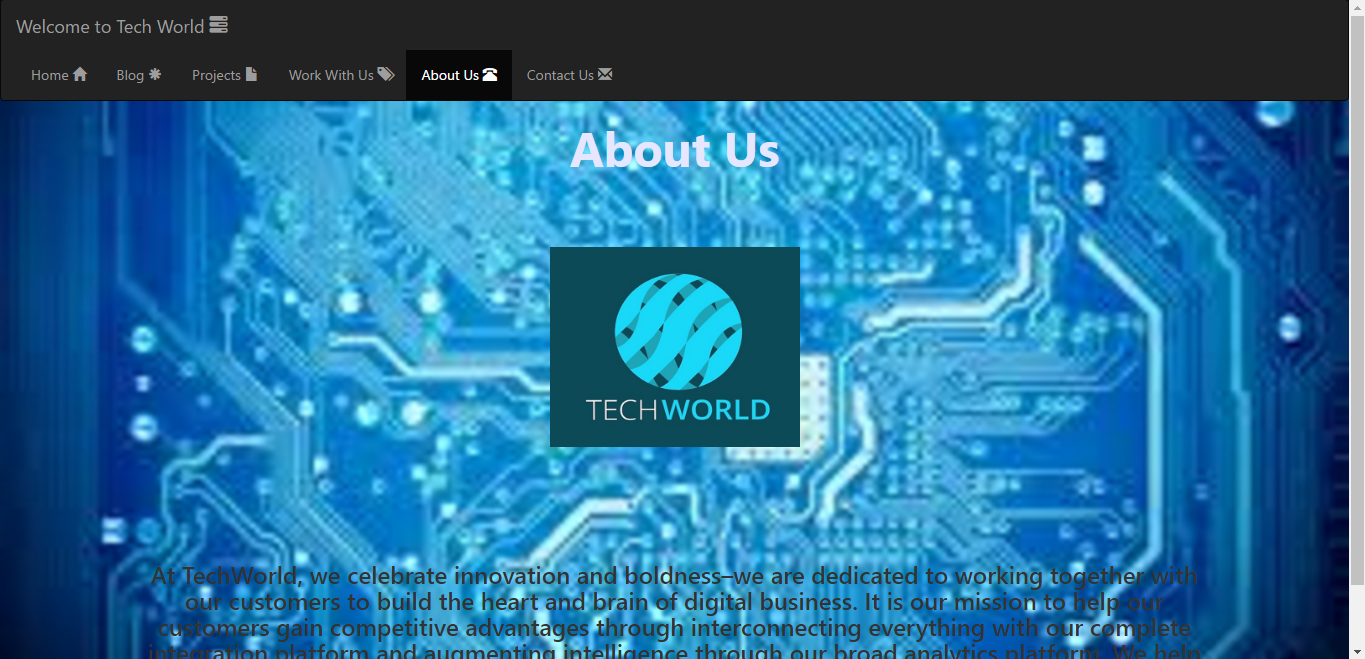 Welcome to Tech World
Home Blog Projects Work With Us About Us Contact Us
About Us
TECHWORLD
At TechWorld, we celebrate innovation and boldness–we are dedicated to working together with
our customers to build the heart and brain of digital business. It is our mission to help our
customers gain competitive advantages through interconnecting everything with our complete
integration platform and augmenting intelligence through our broad analytics platform. We help